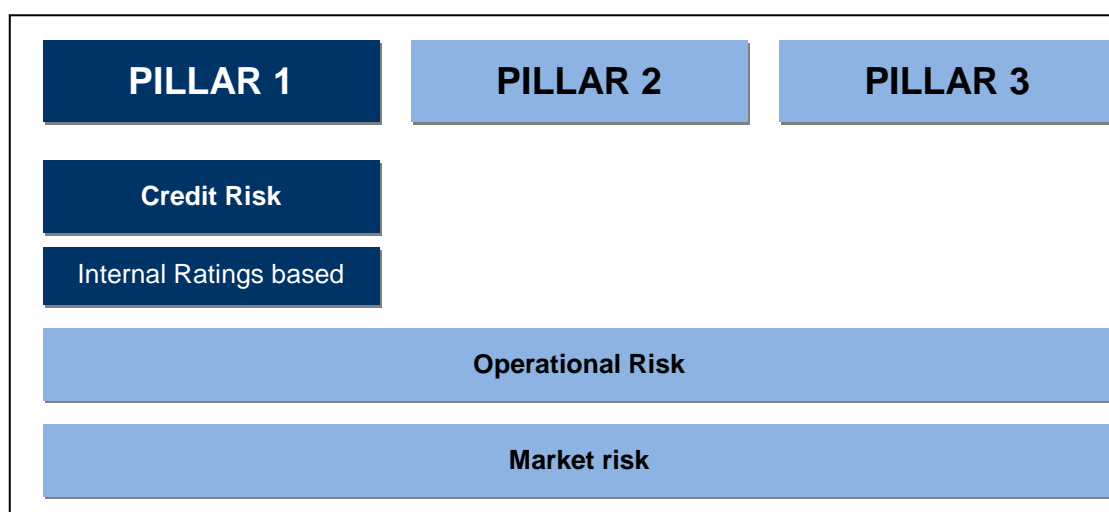 PILLAR 1
PILLAR 2
PILLAR 3
Credit Risk
Internal Ratings based
Operational Risk
Market risk